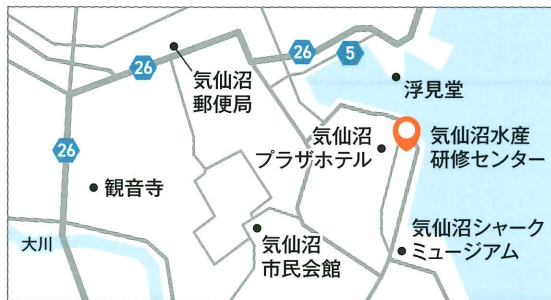 26
5
26
気仙沼
郵便局
浮見堂
26
気仙沼
プラザホテル
気仙沼水産
研修センター
観音寺
大川
気仙沼
市民会館
気仙沼シャーク
ミュージアム